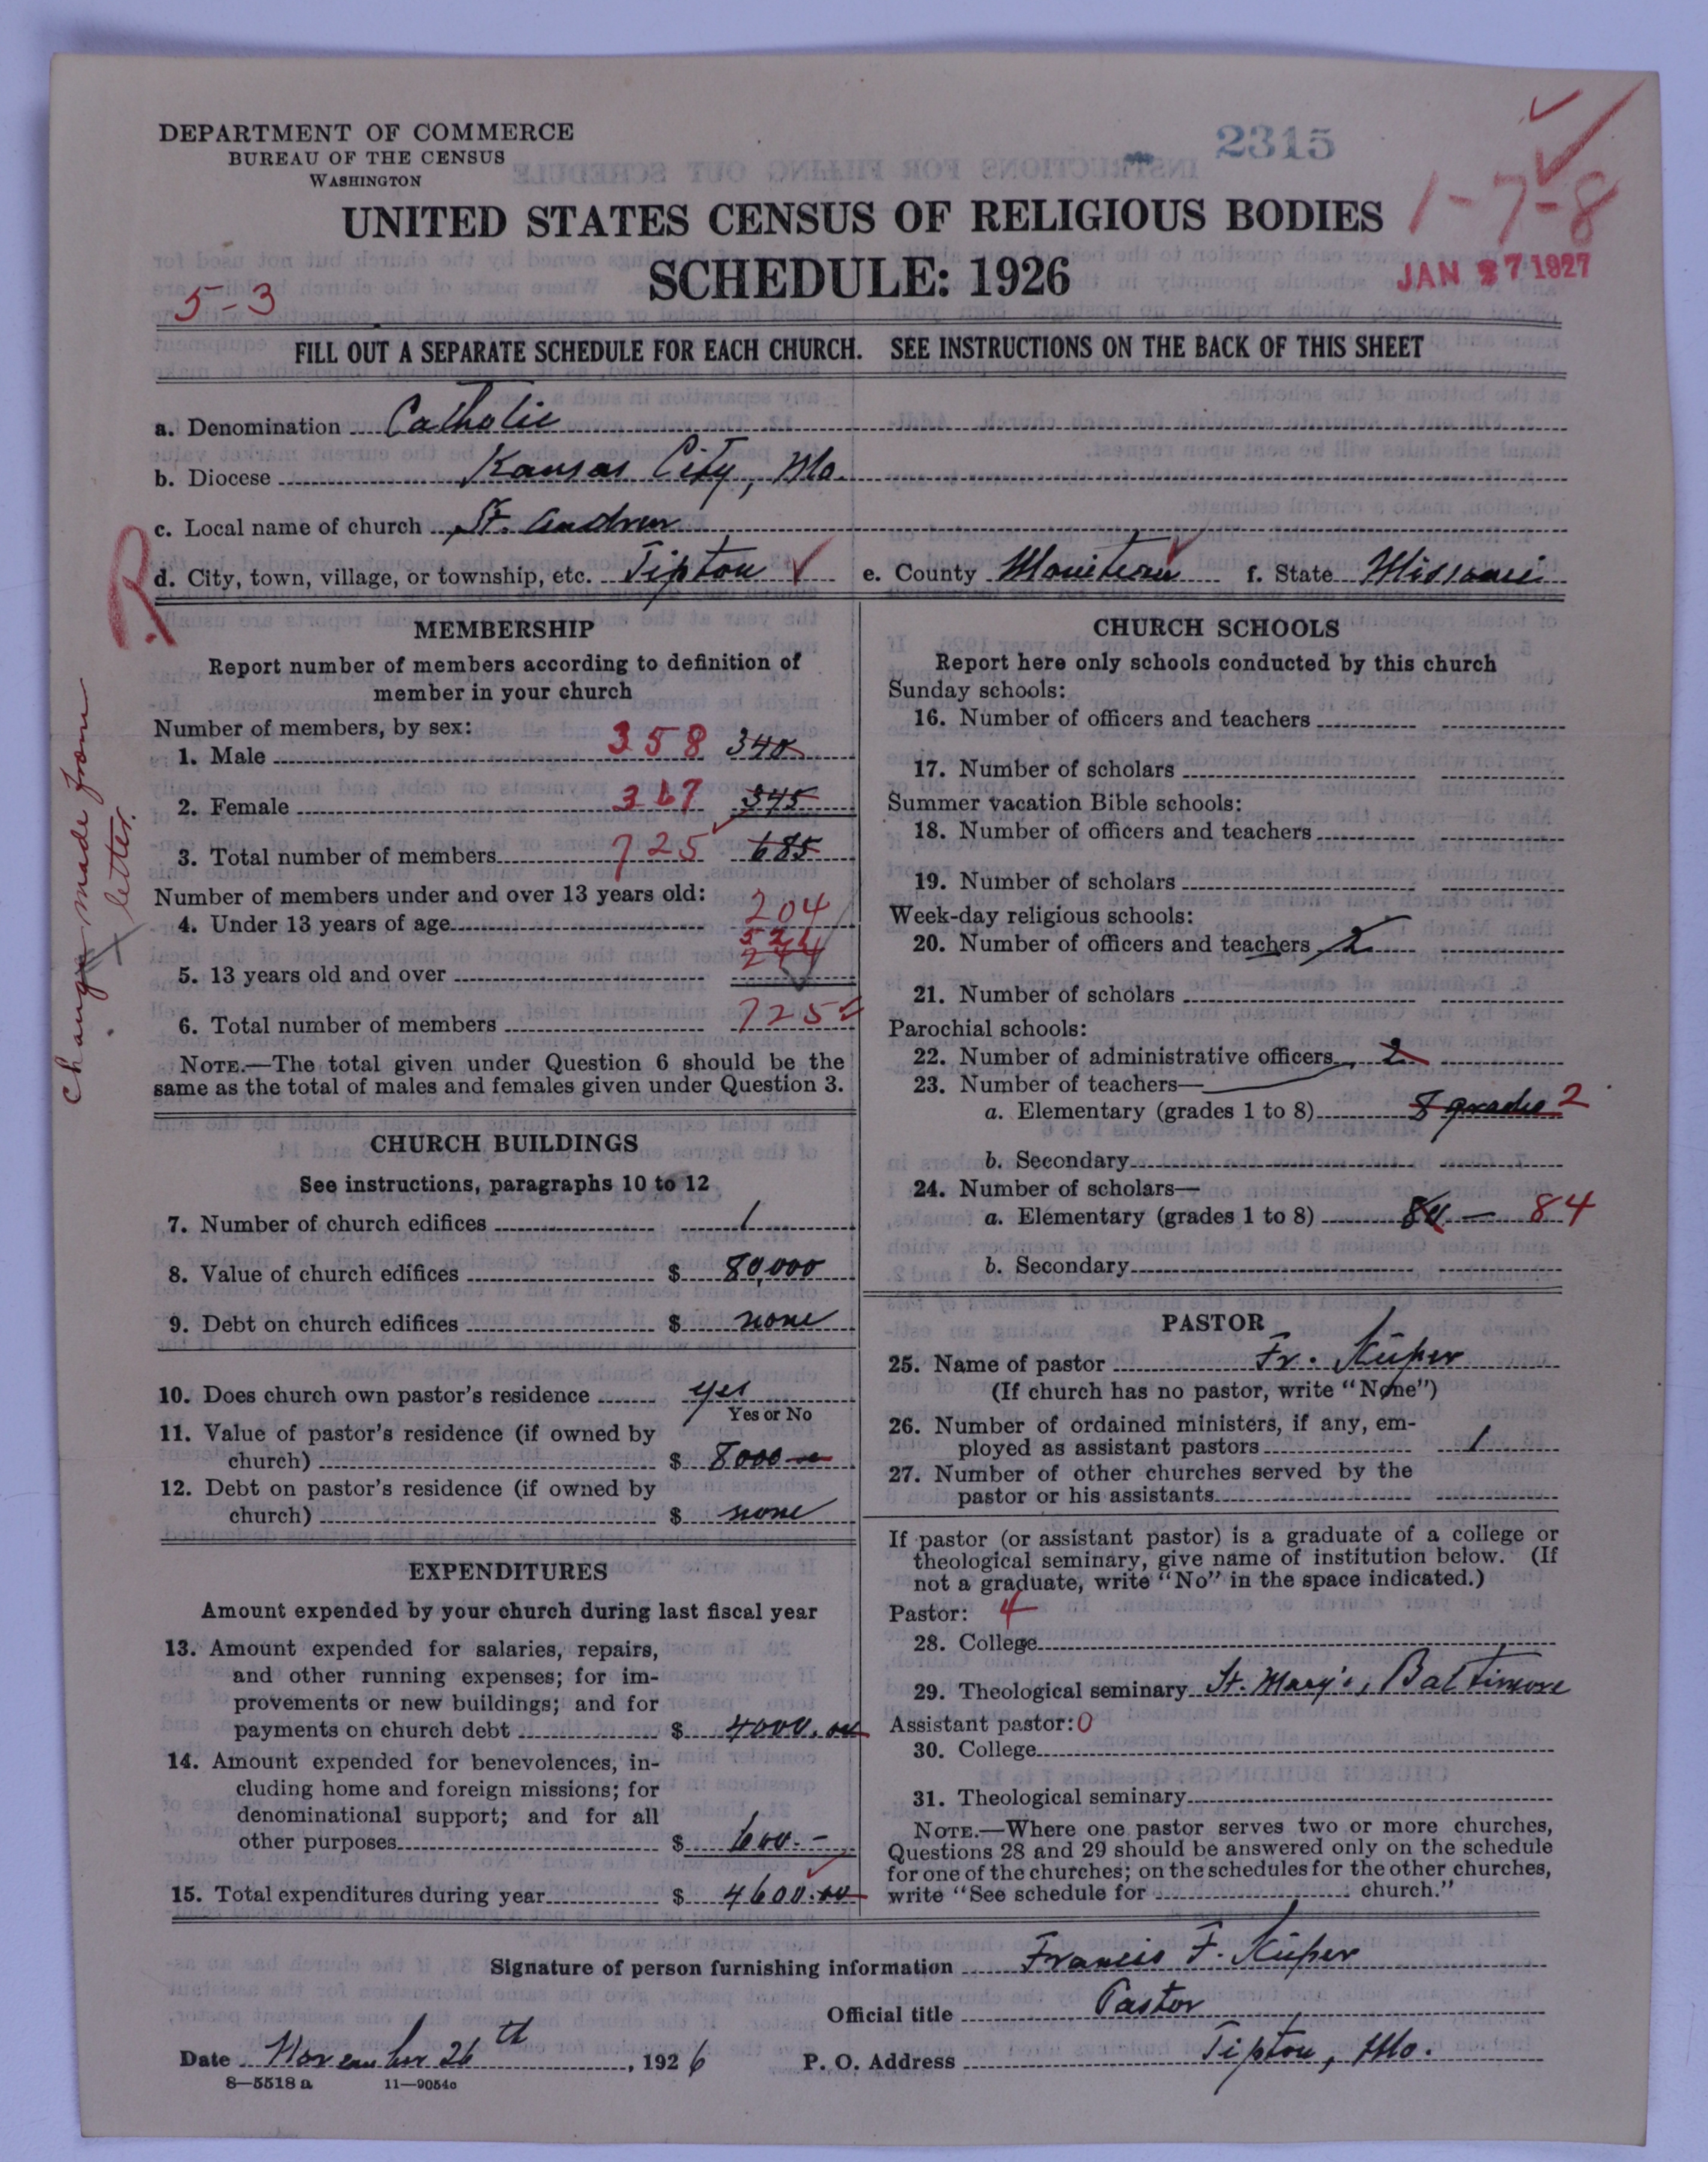 DEPARTMENT OF COMMERCE
BUREAU OF THE CENSUS
WASHINGTON
2315
1-7-8
UNITED STATES CENSUS OF RELIGIOUS BODIES
SCHEDULE: 1926
JAN 27 1927
5-3
FILL OUT A SEPARATE SCHEDULE FOR EACH CHURCH. SEE INSTRUCTIONS ON THE BACK OF THIS SHEET
a. Denomination Catholic
b. Diocese Kansas City, Mo.
c. Local name of church St. Andrew
R
d. City, town, village, or township, etc. Tipton e. County Moniteau f. State Missouri
Change made from
letter.
MEMBERSHIP
Report number of members according to definition of
member in your church
Number of members, by sex:
1. Male 358 340
2. Female 367 345
3. Total number of members 725 685
Number of members under and over 13 years old:
4. Under 13 years of age 204
521
244
5. 13 years old and over
6. Total number of members 725
NOTE.—The total given under Question 6 should be the
same as the total of males and females given under Question 3.
CHURCH BUILDINGS
See instructions, paragraphs 10 to 12
7. Number of church edifices 1
8. Value of church edifices $ 80,000
9. Debt on church edifices $ none
10. Does church own pastor's residence yes
Yes or No
11. Value of pastor's residence (if owned by
church) $ 8000
12. Debt on pastor's residence (if owned by
church) $ none
EXPENDITURES
Amount expended by your church during last fiscal year
13. Amount expended for salaries, repairs,
and other running expenses; for im-
provements or new buildings; and for
payments on church debt $ 4000.00
14. Amount expended for benevolences, in-
cluding home and foreign missions; for
denominational support; and for all
other purposes $ 600.-
15. Total expenditures during year $ 4600.00
CHURCH SCHOOLS
Report here only schools conducted by this church
Sunday schools:
16. Number of officers and teachers
17. Number of scholars
Summer vacation Bible schools:
18. Number of officers and teachers
19. Number of scholars
Week-day religious schools:
20. Number of officers and teachers 2
21. Number of scholars
Parochial schools:
22. Number of administrative officers 2
23. Number of teachers—
a. Elementary (grades 1 to 8) 8 grades 2
b. Secondary
24. Number of scholars—
a. Elementary (grades 1 to 8) 84 — 84
b. Secondary
PASTOR
25. Name of pastor Fr. Küper
(If church has no pastor, write "None")
26. Number of ordained ministers, if any, em-
ployed as assistant pastors 1
27. Number of other churches served by the
pastor or his assistants
If pastor (or assistant pastor) is a graduate of a college or
theological seminary, give name of institution below. (If
not a graduate, write "No" in the space indicated.)
Pastor: 4
28. College
29. Theological seminary St. Mary's, Baltimore
Assistant pastor: 0
30. College
31. Theological seminary
NOTE.—Where one pastor serves two or more churches,
Questions 28 and 29 should be answered only on the schedule
for one of the churches; on the schedules for the other churches,
write "See schedule for church."
Signature of person furnishing information Francis F. Küper
Official title Pastor
Date November 26th, 1926 P. O. Address Tipton, Mo.
8—5518 a 11—9054c